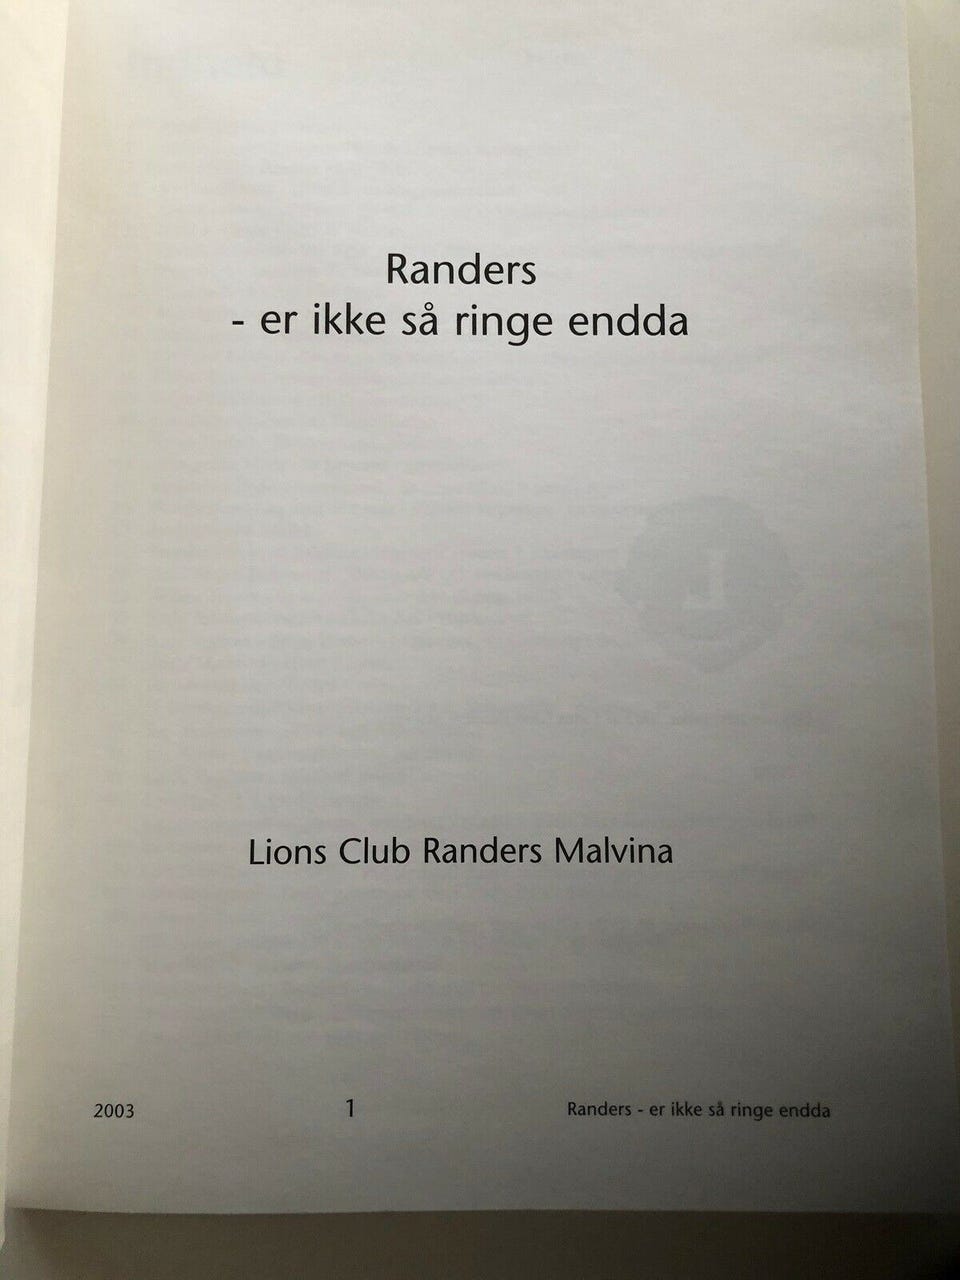 Randers
- er ikke så ringe endda
Lions Club Randers Malvina
2003
1
Randers - er ikke så ringe endda